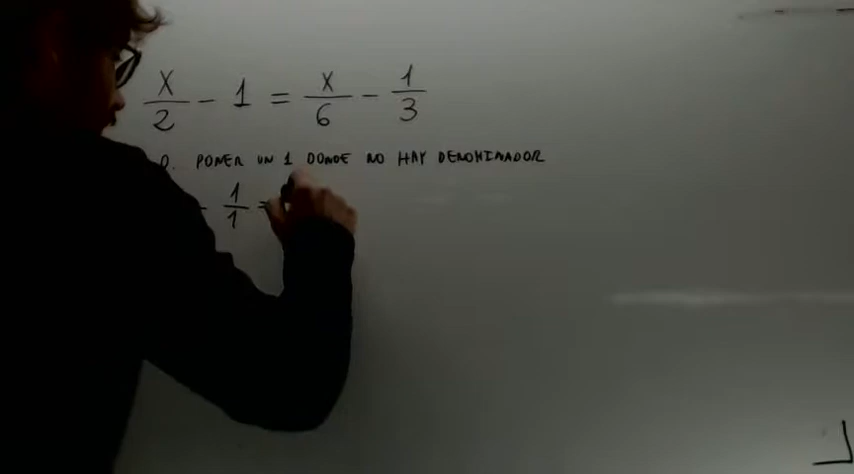 x/2 - 1 = x/6 - 1/3
0. PONER UN 1 DONDE NO HAY DENOMINADOR
- 1/1 =